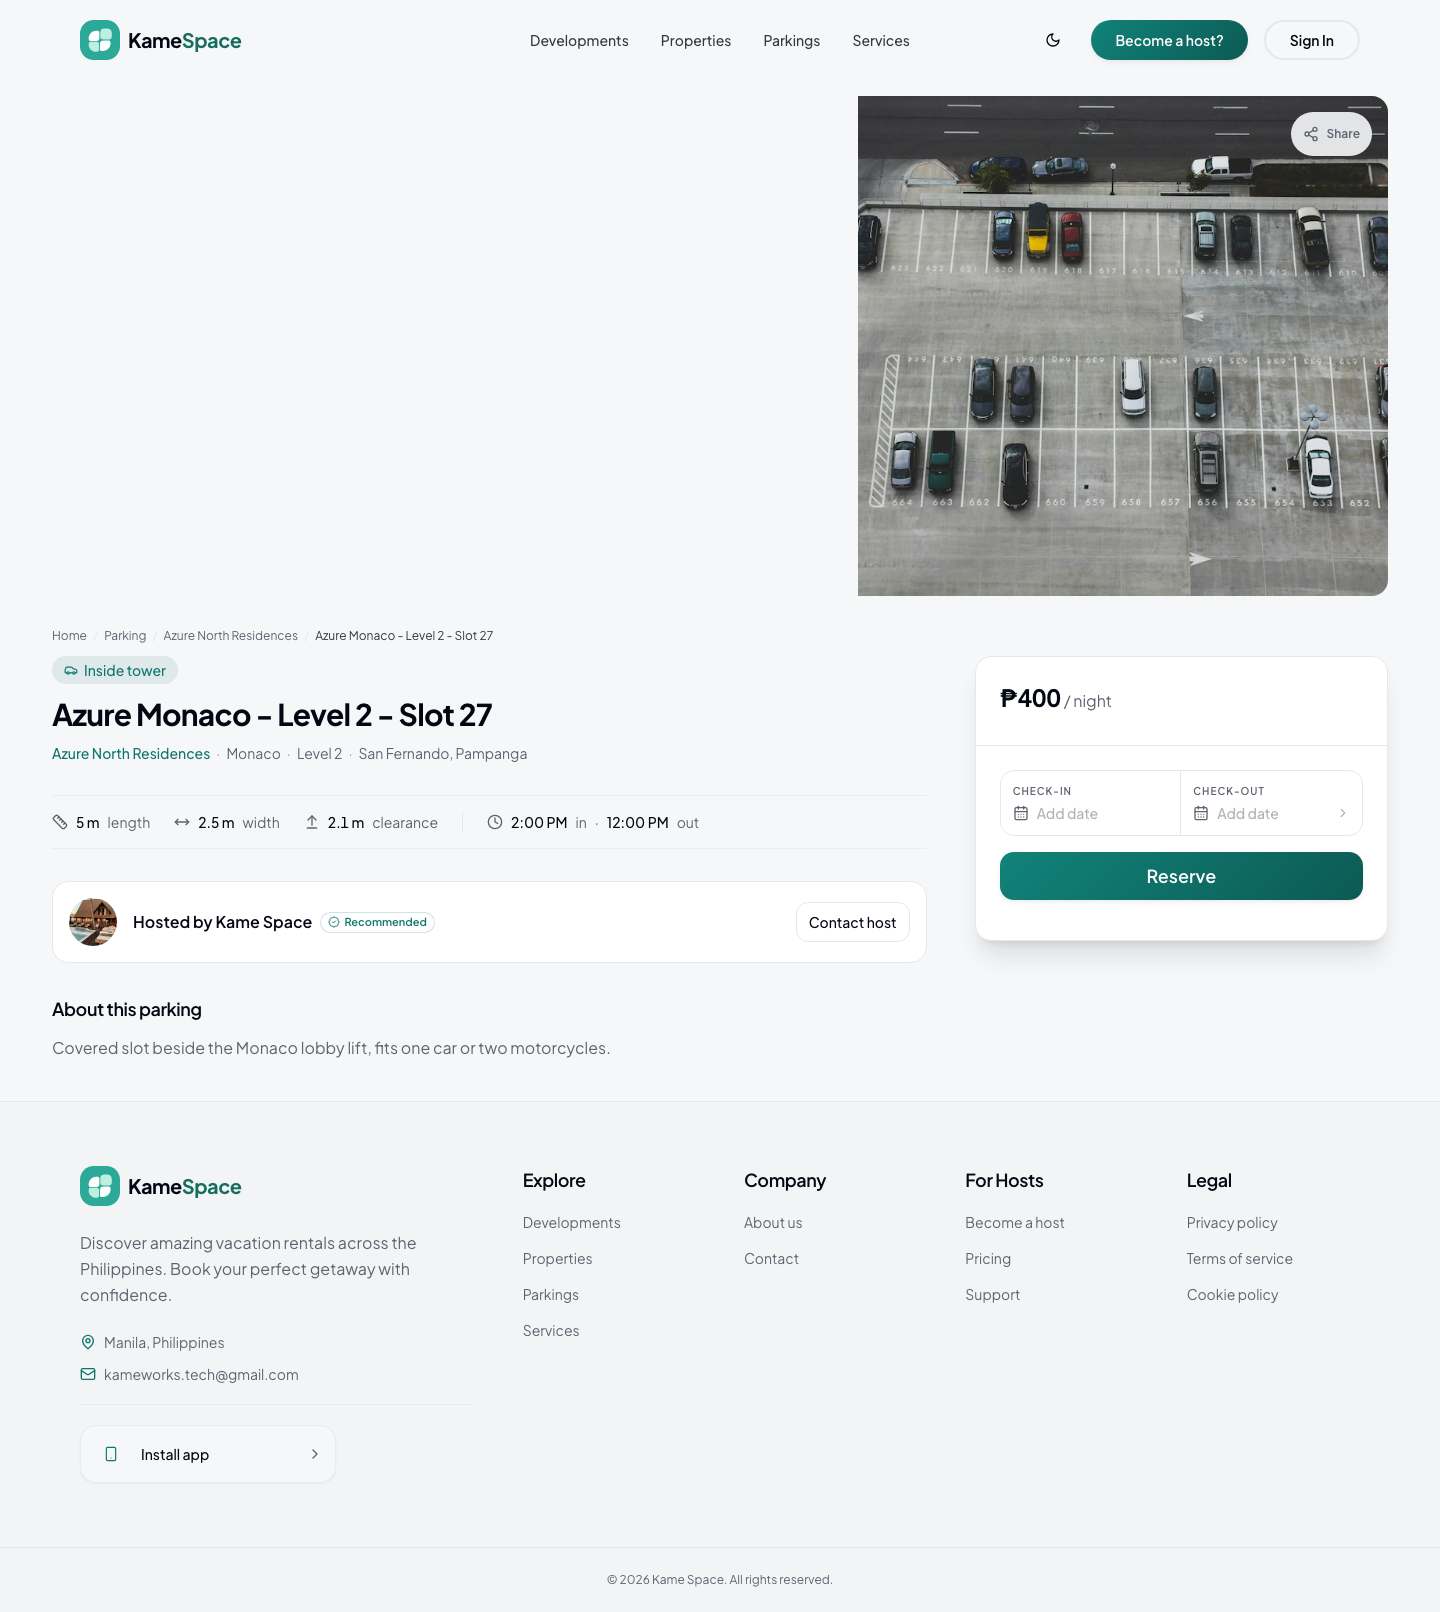 KameSpace
Developments
Properties
Parkings
Services
Become a host?
Sign In
Share
Home / Parking / Azure North Residences / Azure Monaco - Level 2 - Slot 27
Inside tower
Azure Monaco - Level 2 - Slot 27
Azure North Residences · Monaco · Level 2 · San Fernando, Pampanga
5 m length
2.5 m width
2.1 m clearance
2:00 PM in · 12:00 PM out
Hosted by Kame Space
Recommended
Contact host
About this parking
Covered slot beside the Monaco lobby lift, fits one car or two motorcycles.
₱400 / night
CHECK-IN
Add date
CHECK-OUT
Add date
Reserve
KameSpace
Discover amazing vacation rentals across the
Philippines. Book your perfect getaway with
confidence.
Manila, Philippines
kameworks.tech@gmail.com
Install app
Explore
Developments
Properties
Parkings
Services
Company
About us
Contact
For Hosts
Become a host
Pricing
Support
Legal
Privacy policy
Terms of service
Cookie policy
© 2026 Kame Space. All rights reserved.